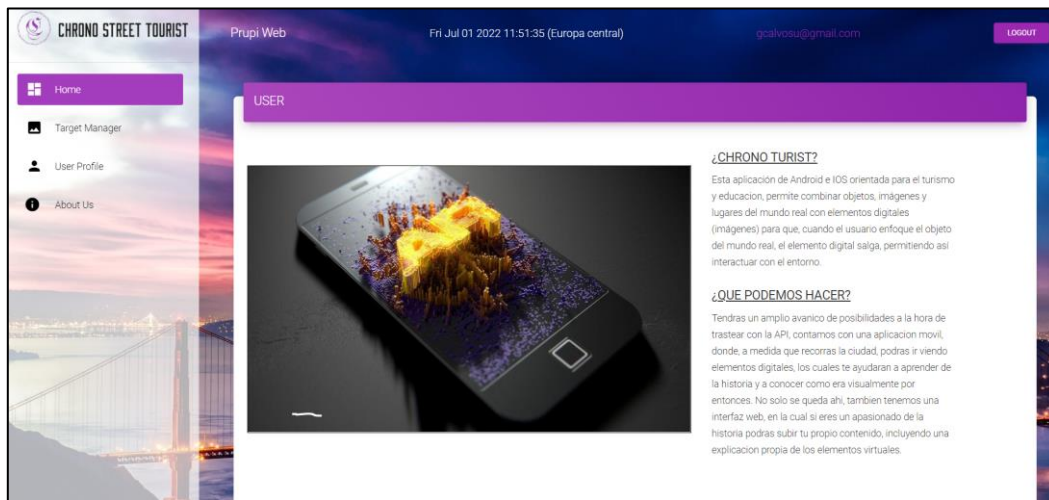 CHRONO STREET TOURIST
Prupi Web
Fri Jul 01 2022 11:51:35 (Europa central)
gcalvosu@gmail.com
LOGOUT
Home
Target Manager
User Profile
About Us
USER
¿CHRONO TURIST?
Esta aplicación de Android e IOS orientada para el turismo
y educacion, permite combinar objetos, imágenes y
lugares del mundo real con elementos digitales
(imágenes) para que, cuando el usuario enfoque el objeto
del mundo real, el elemento digital salga, permitiendo asi
interactuar con el entorno.
¿QUE PODEMOS HACER?
Tendras un amplio avanico de posibilidades a la hora de
trastear con la API, contamos con una aplicacion movil,
donde, a medida que recorras la ciudad, podras ir viendo
elementos digitales, los cuales te ayudaran a aprender de
la historia y a conocer como era visualmente por
entonces. No solo se queda ahi, tambien tenemos una
interfaz web, en la cual si eres un apasionado de la
historia podras subir tu propio contenido, incluyendo una
explicacion propia de los elementos virtuales.